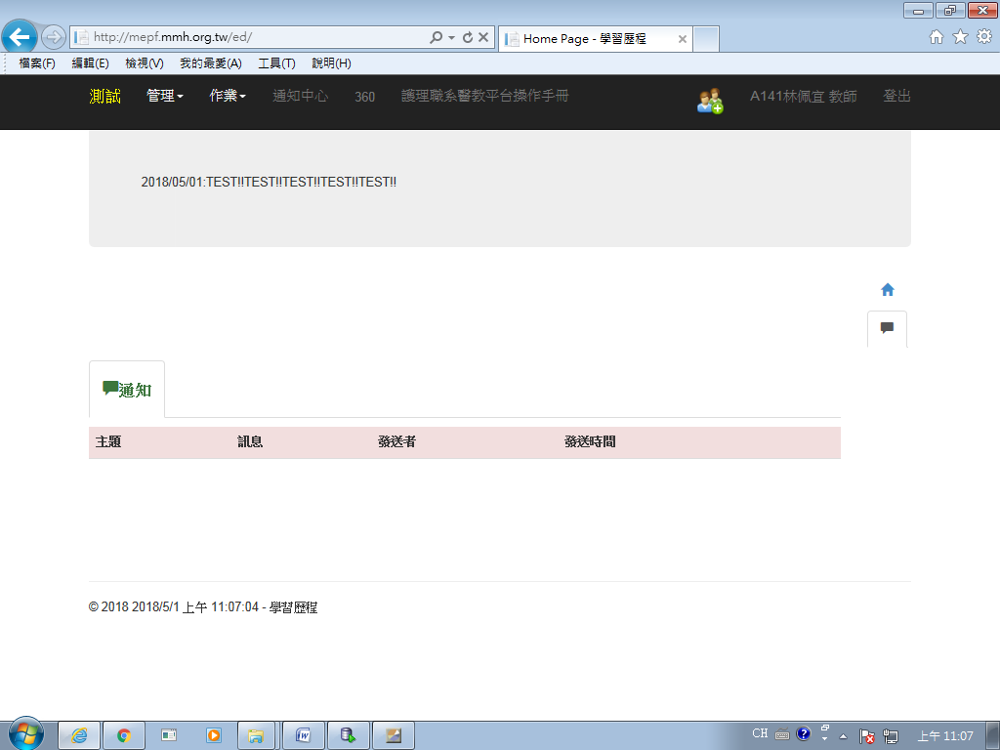 http://mepf.mmh.org.tw/ed/
Home Page - 學習歷程
檔案(F) 編輯(E) 檢視(V) 我的最愛(A) 工具(T) 說明(H)
測試 管理 作業 通知中心 360 護理職系醫教平台操作手冊 A141林佩宜 教師 登出
2018/05/01:TEST!!TEST!!TEST!!TEST!!TEST!!
通知
主題 訊息 發送者 發送時間
© 2018 2018/5/1 上午 11:07:04 - 學習歷程
CH 上午 11:07